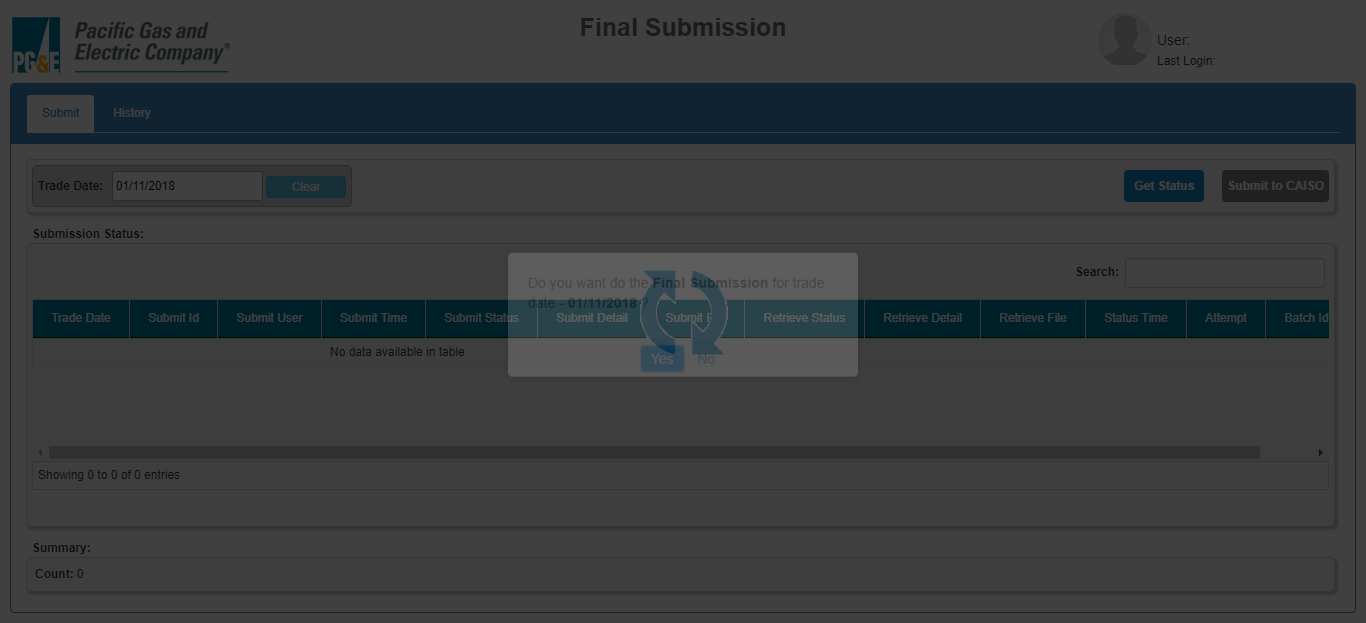 Pacific Gas and
Electric Company®
PG&E
Final Submission
User:
Last Login:
Submit History
Trade Date: 01/11/2018 Clear Get Status Submit to CAISO
Submission Status:
Search:
Do you want do the Final Submission for trade
date - 01/11/2018 ?
Yes No
Trade Date Submit Id Submit User Submit Time Submit Status Submit Detail Submit Retrieve Status Retrieve Detail Retrieve File Status Time Attempt Batch Id
No data available in table
Showing 0 to 0 of 0 entries
Summary:
Count: 0